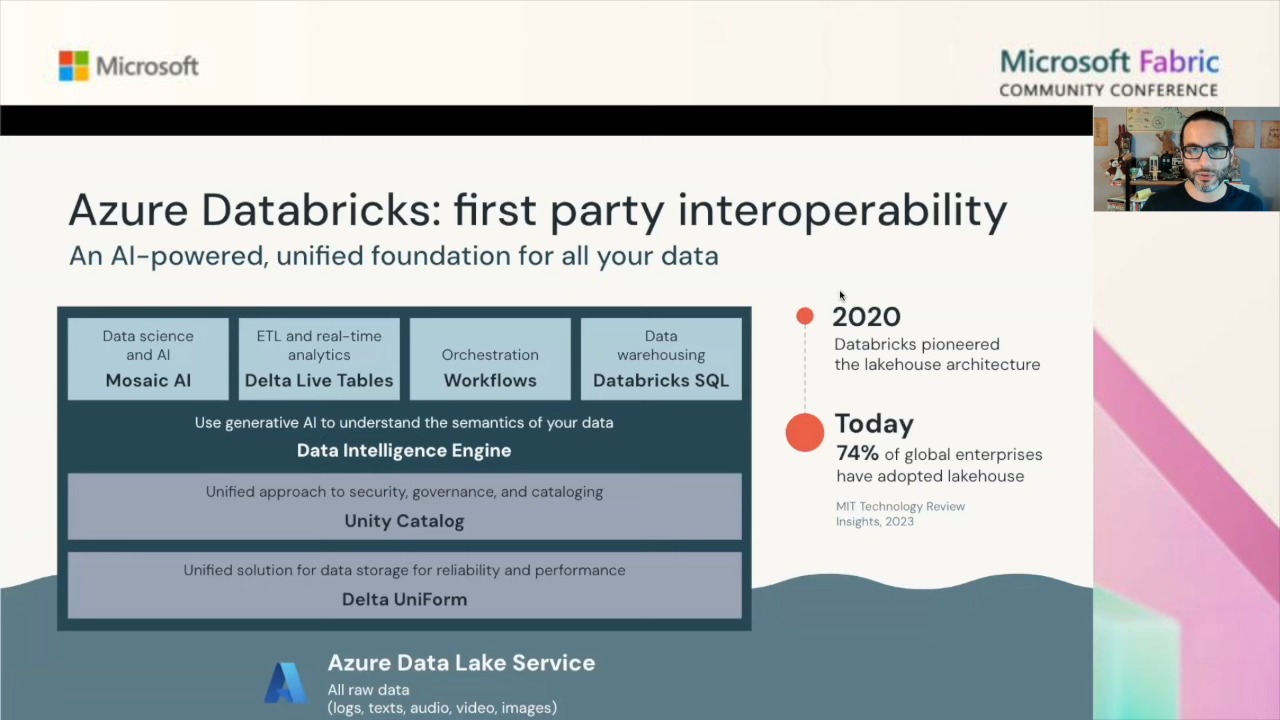 Microsoft
Microsoft Fabric
COMMUNITY CONFERENCE
Azure Databricks: first party interoperability
An AI-powered, unified foundation for all your data
Data science
and AI
Mosaic AI
ETL and real-time
analytics
Delta Live Tables
Orchestration
Workflows
Data
warehousing
Databricks SQL
Use generative AI to understand the semantics of your data
Data Intelligence Engine
Unified approach to security, governance, and cataloging
Unity Catalog
Unified solution for data storage for reliability and performance
Delta UniForm
Azure Data Lake Service
All raw data
(logs, texts, audio, video, images)
2020
Databricks pioneered
the lakehouse architecture
Today
74% of global enterprises
have adopted lakehouse
MIT Technology Review
Insights, 2023